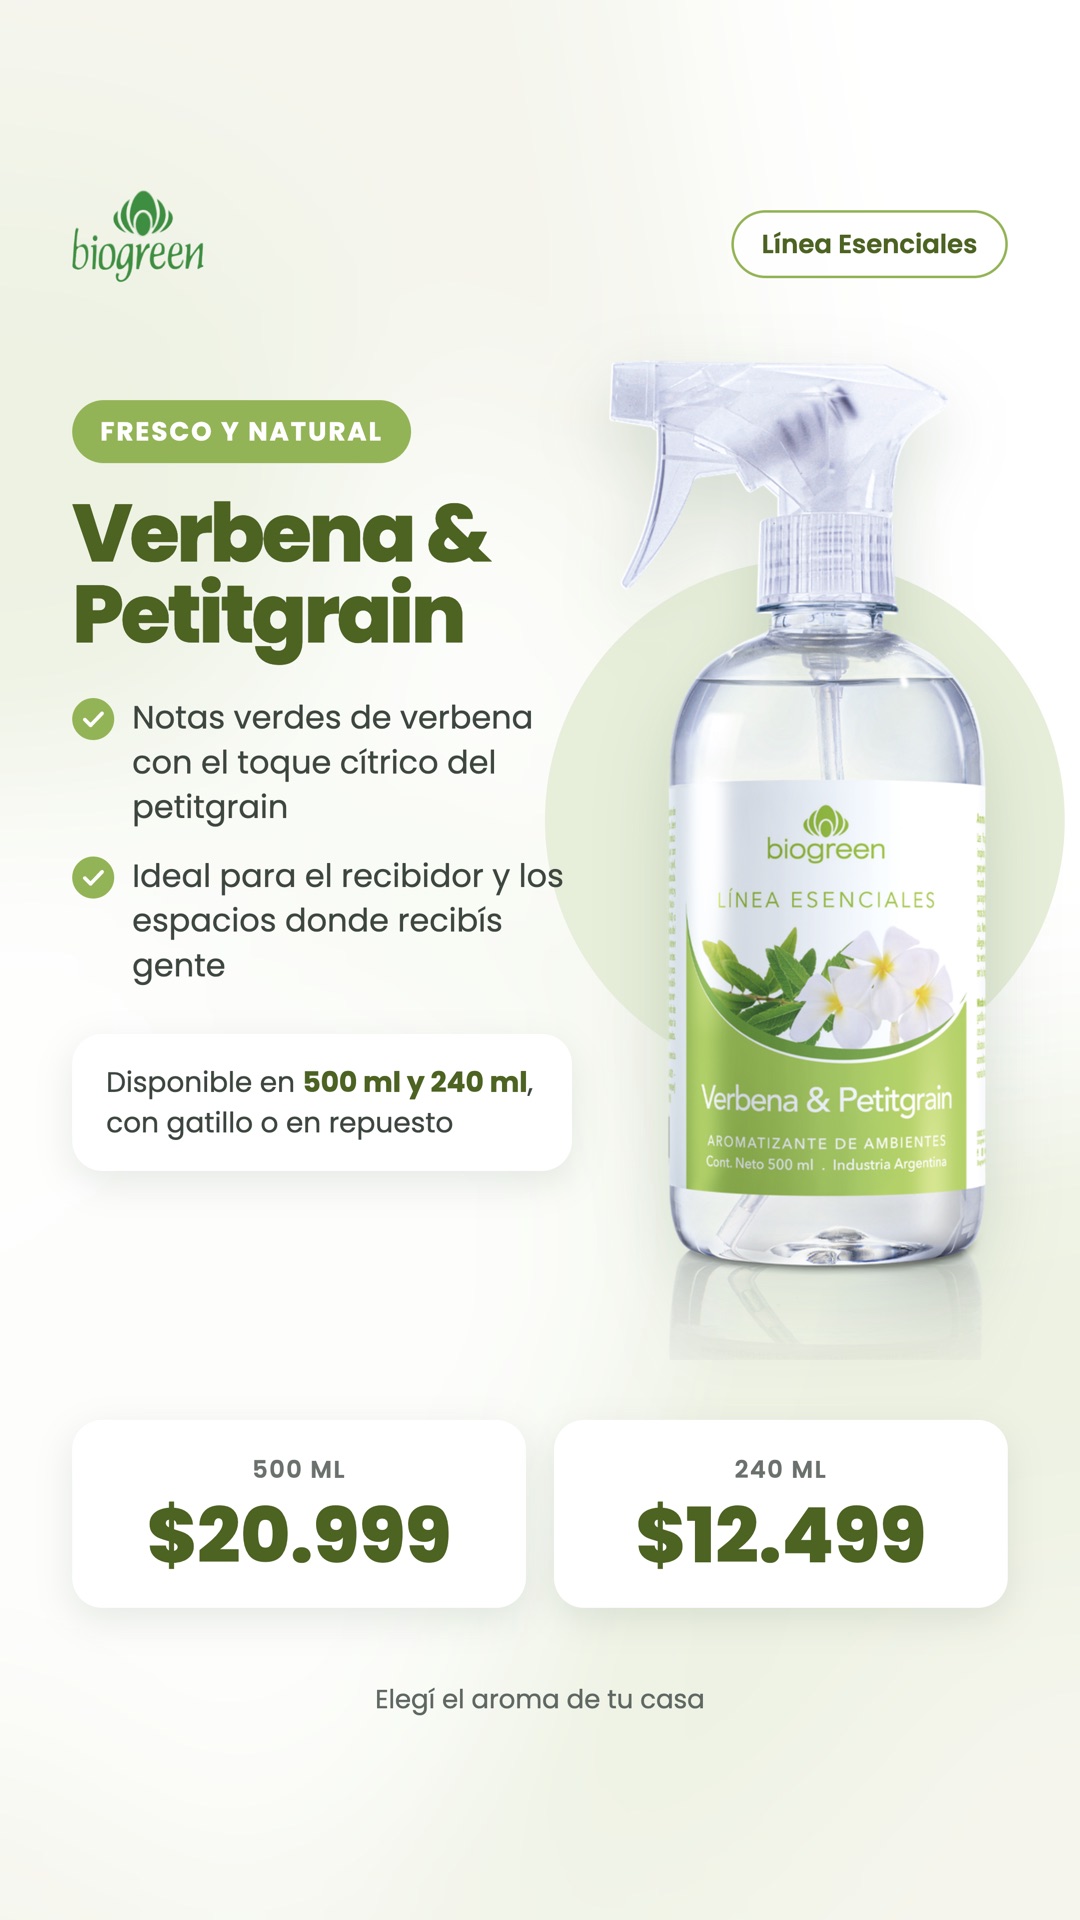 biogreen
Línea Esenciales
FRESCO Y NATURAL
Verbena &
Petitgrain
Notas verdes de verbena
con el toque cítrico del
petitgrain
Ideal para el recibidor y los
espacios donde recibís
gente
Disponible en 500 ml y 240 ml,
con gatillo o en repuesto
biogreen
LÍNEA ESENCIALES
Verbena & Petitgrain
AROMATIZANTE DE AMBIENTES
Cont. Neto 500 ml . Industria Argentina
500 ML
$20.999
240 ML
$12.499
Elegí el aroma de tu casa